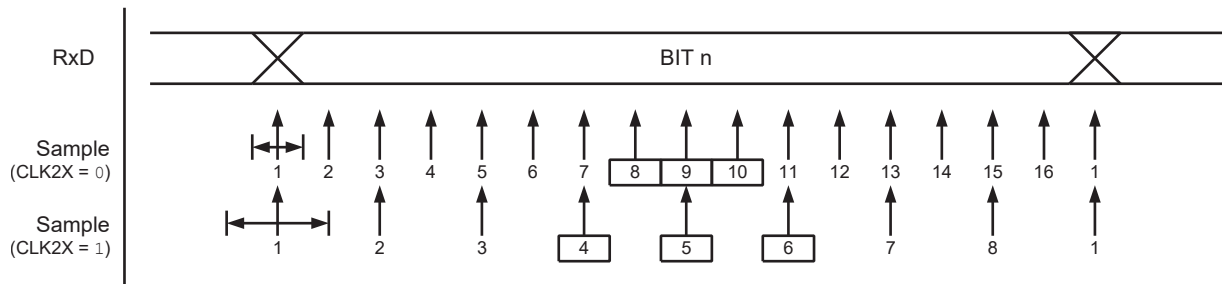 RxD BIT n
Sample
(CLK2X = 0) 1 2 3 4 5 6 7 8 9 10 11 12 13 14 15 16 1
Sample
(CLK2X = 1) 1 2 3 4 5 6 7 8 1